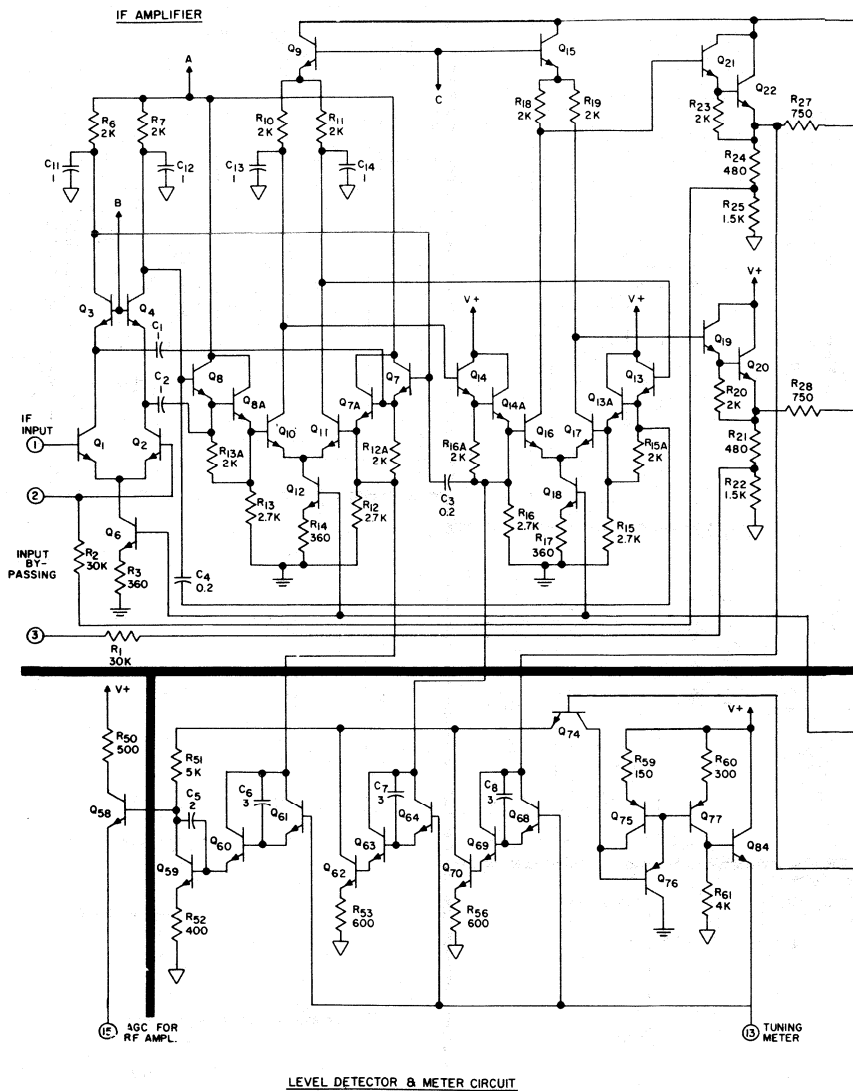 IF AMPLIFIER
Q9
Q15
A
C
Q21
Q22
R6
2K
R7
2K
R10
2K
R11
2K
R18
2K
R19
2K
R23
2K
R27
750
C11
1
C12
1
C13
1
C14
1
R24
480
R25
1.5K
B
V+
V+
V+
Q3
Q4
C1
C2
Q8
Q8A
Q7
Q7A
Q14
Q14A
Q13
Q13A
Q19
Q20
R20
2K
R28
750
IF
INPUT
1
Q1
Q2
Q10
Q11
Q16
Q17
R13A
2K
R12A
2K
R16A
2K
R15A
2K
R21
480
2
Q12
C3
0.2
Q18
R22
1.5K
Q6
R13
2.7K
R14
360
R12
2.7K
R16
2.7K
R17
360
R15
2.7K
INPUT
BY-
PASSING
R2
30K
R3
360
C4
0.2
3
R1
30K
V+
V+
R50
500
R51
5K
Q74
R59
150
R60
300
C5
2
C6
3
C7
3
C8
3
Q58
Q59
Q60
Q61
Q62
Q63
Q64
Q70
Q69
Q68
Q75
Q77
Q84
Q76
R52
400
R53
600
R56
600
R61
4K
15
AGC FOR
RF AMPL.
13
TUNING
METER
LEVEL DETECTOR & METER CIRCUIT